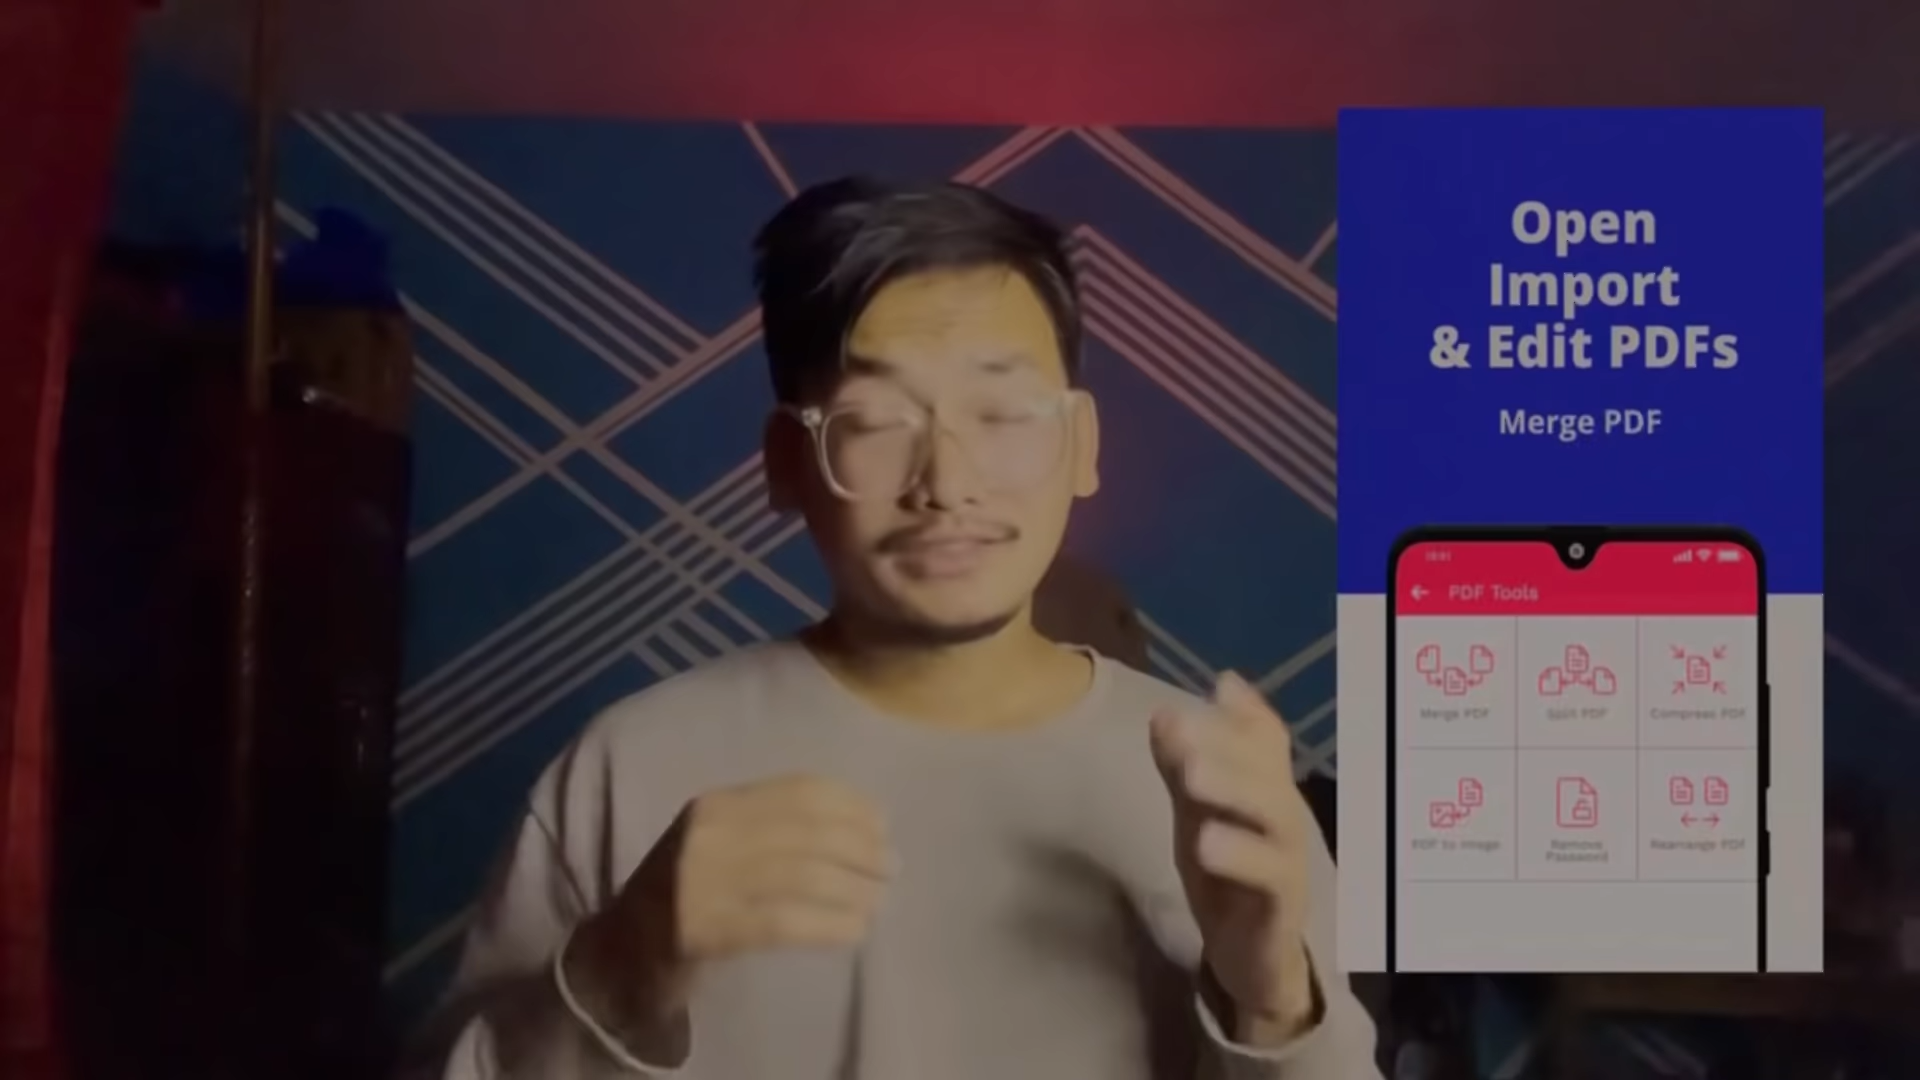 Open
Import
& Edit PDFs
Merge PDF
PDF Tools
Merge PDF
Split PDF
Compress PDF
PDF to Image
Remove
Password
Rearrange PDF